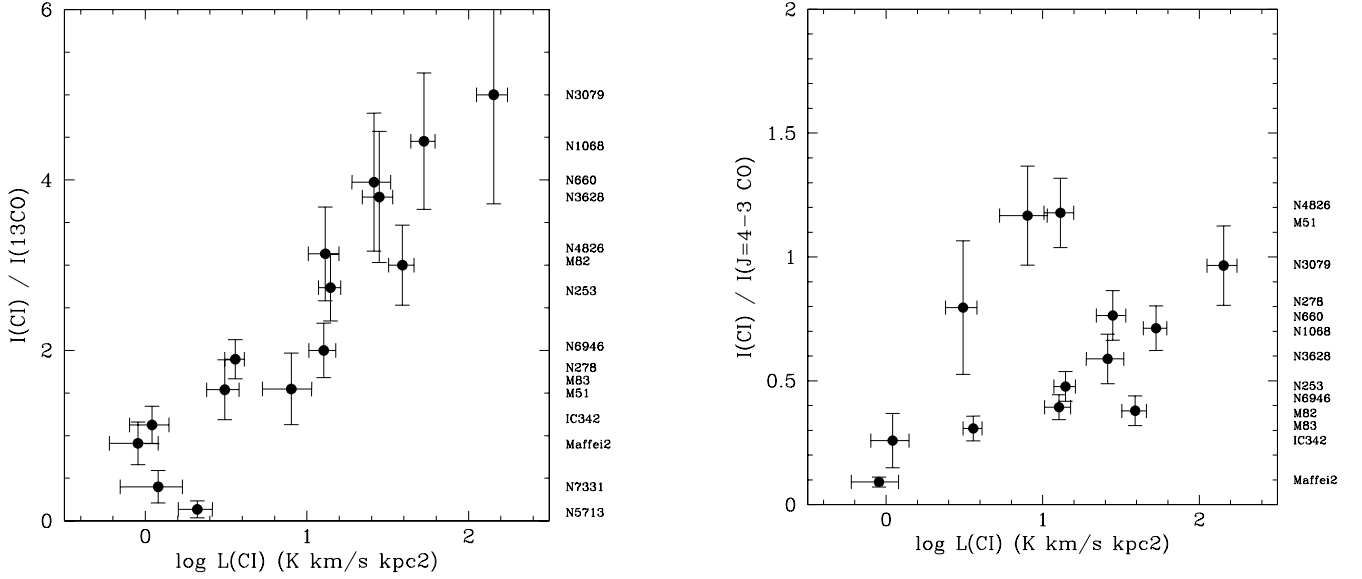 6
4
2
0
I(CI) / I(13CO)
0
1
2
log L(CI) (K km/s kpc2)
N3079
N1068
N660
N3628
N4826
M82
N253
N6946
N278
M83
M51
IC342
Maffei2
N7331
N5713
2
1.5
1
0.5
0
I(CI) / I(J=4-3 CO)
0
1
2
log L(CI) (K km/s kpc2)
N4826
M51
N3079
N278
N660
N1068
N3628
N253
N6946
M82
M83
IC342
Maffei2